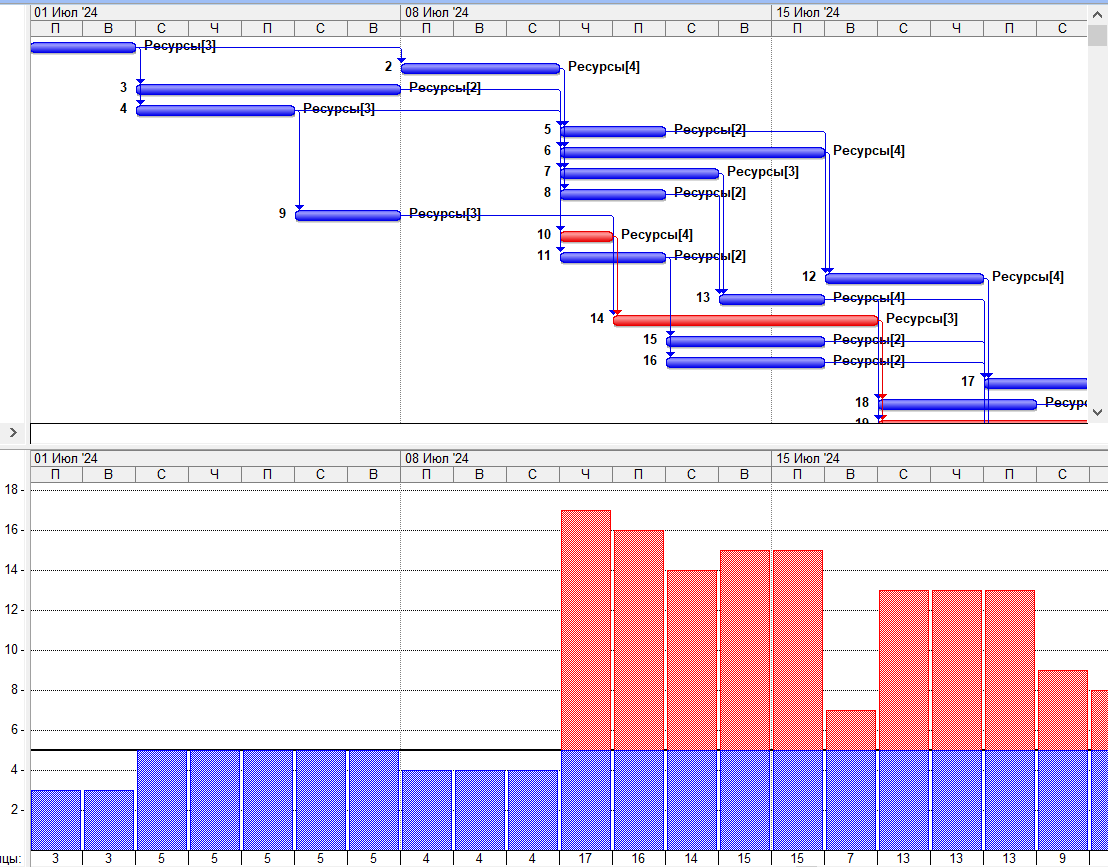 01 Июл '24 08 Июл '24 15 Июл '24
П В С Ч П С В П В С Ч П С В П В С Ч П С
Ресурсы[3]
2 Ресурсы[4]
3 Ресурсы[2]
4 Ресурсы[3]
5 Ресурсы[2]
6 Ресурсы[4]
7 Ресурсы[3]
8 Ресурсы[2]
9 Ресурсы[3]
10 Ресурсы[4]
11 Ресурсы[2]
12 Ресурсы[4]
13 Ресурсы[4]
14 Ресурсы[3]
15 Ресурсы[2]
16 Ресурсы[2]
17
18 Ресур
19
01 Июл '24 08 Июл '24 15 Июл '24
П В С Ч П С В П В С Ч П С В П В С Ч П С
18
16
14
12
10
8
6
4
2
цы: 3 3 5 5 5 5 5 4 4 4 17 16 14 15 15 7 13 13 13 9